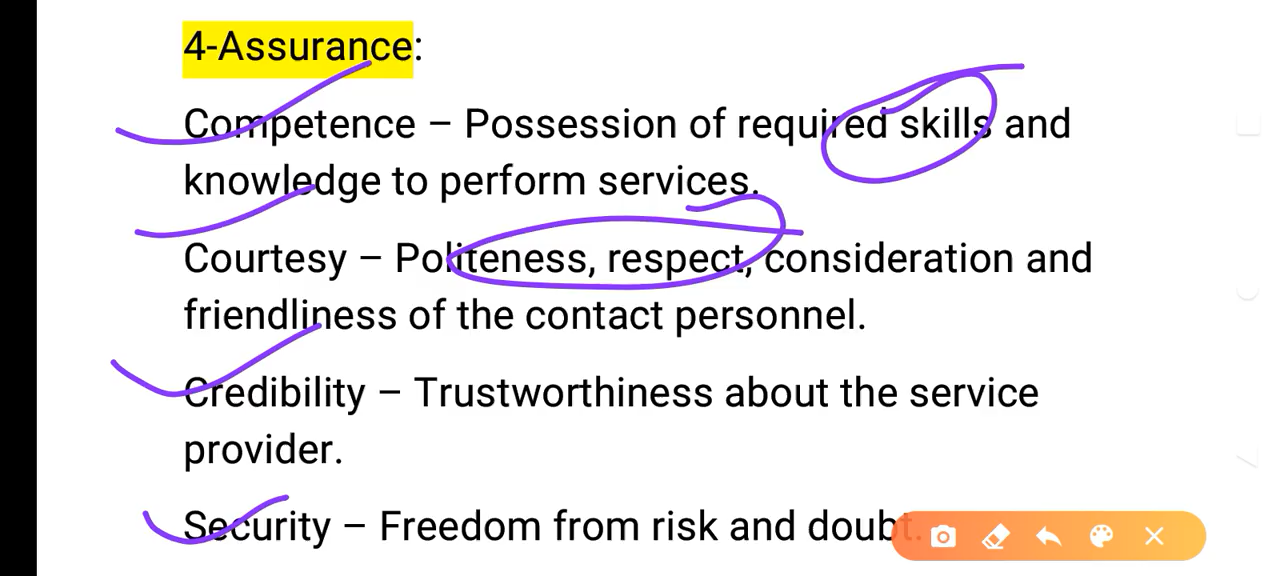 4-Assurance:
Competence – Possession of required skills and
knowledge to perform services.
Courtesy – Politeness, respect, consideration and
friendliness of the contact personnel.
Credibility – Trustworthiness about the service
provider.
Security – Freedom from risk and doubt.